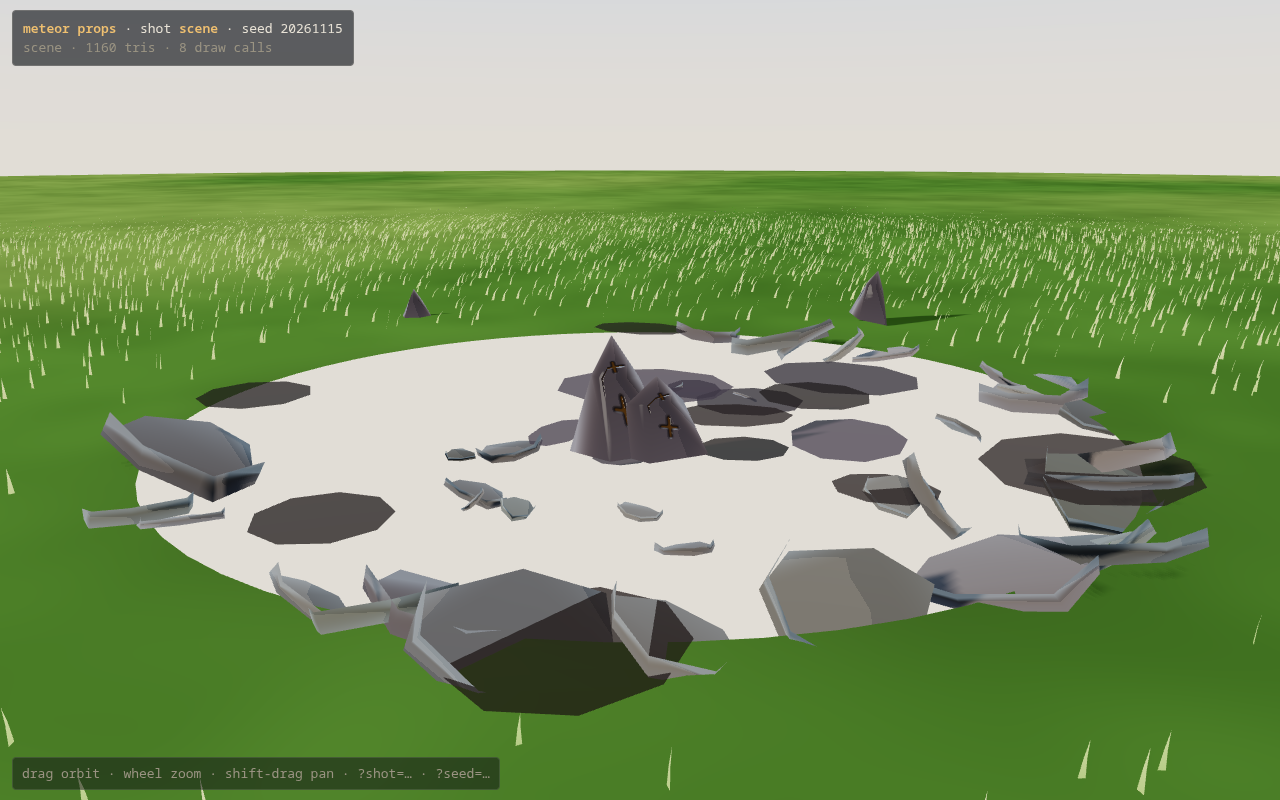 meteor props · shot scene · seed 20261115
scene · 1160 tris · 8 draw calls
drag orbit · wheel zoom · shift-drag pan · ?shot=… · ?seed=…